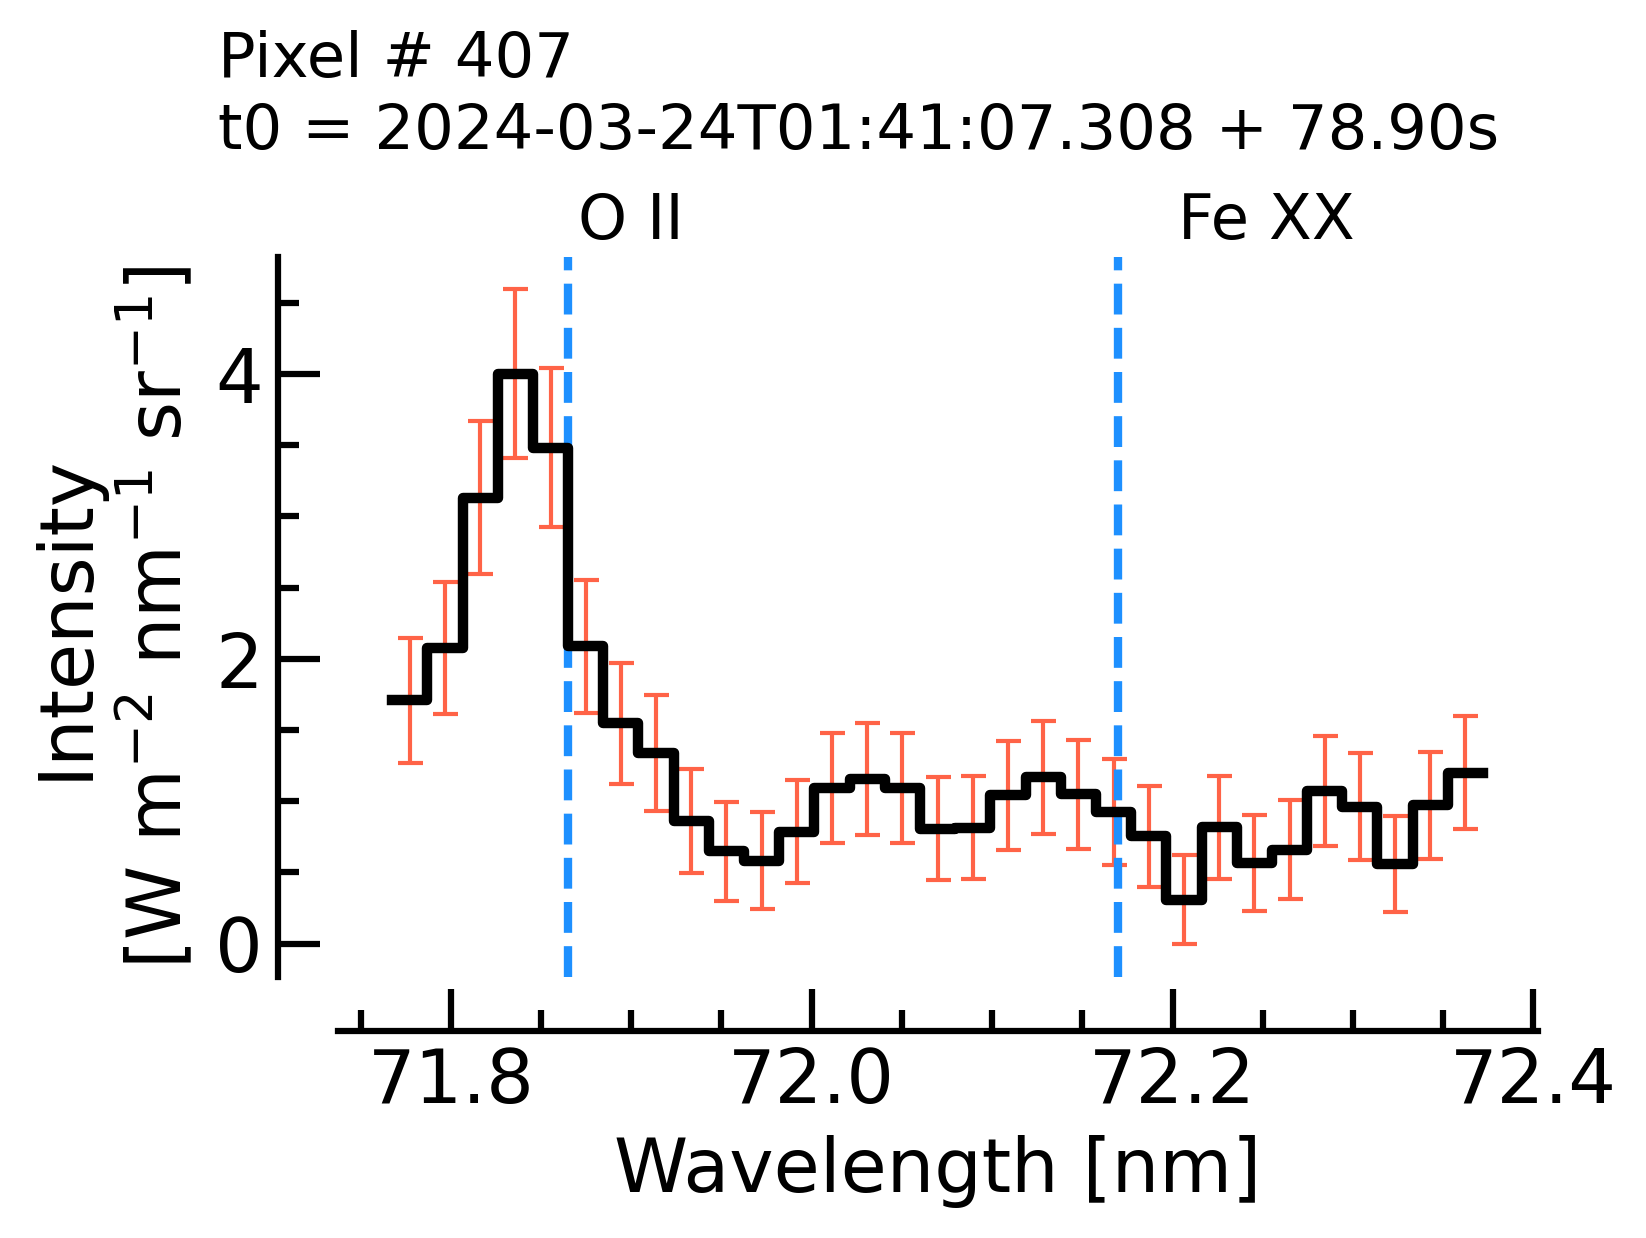 Pixel # 407
t0 = 2024-03-24T01:41:07.308 + 78.90s
O II
Fe XX
Intensity
[W m⁻² nm⁻¹ sr⁻¹]
4
2
0
71.8
72.0
72.2
72.4
Wavelength [nm]